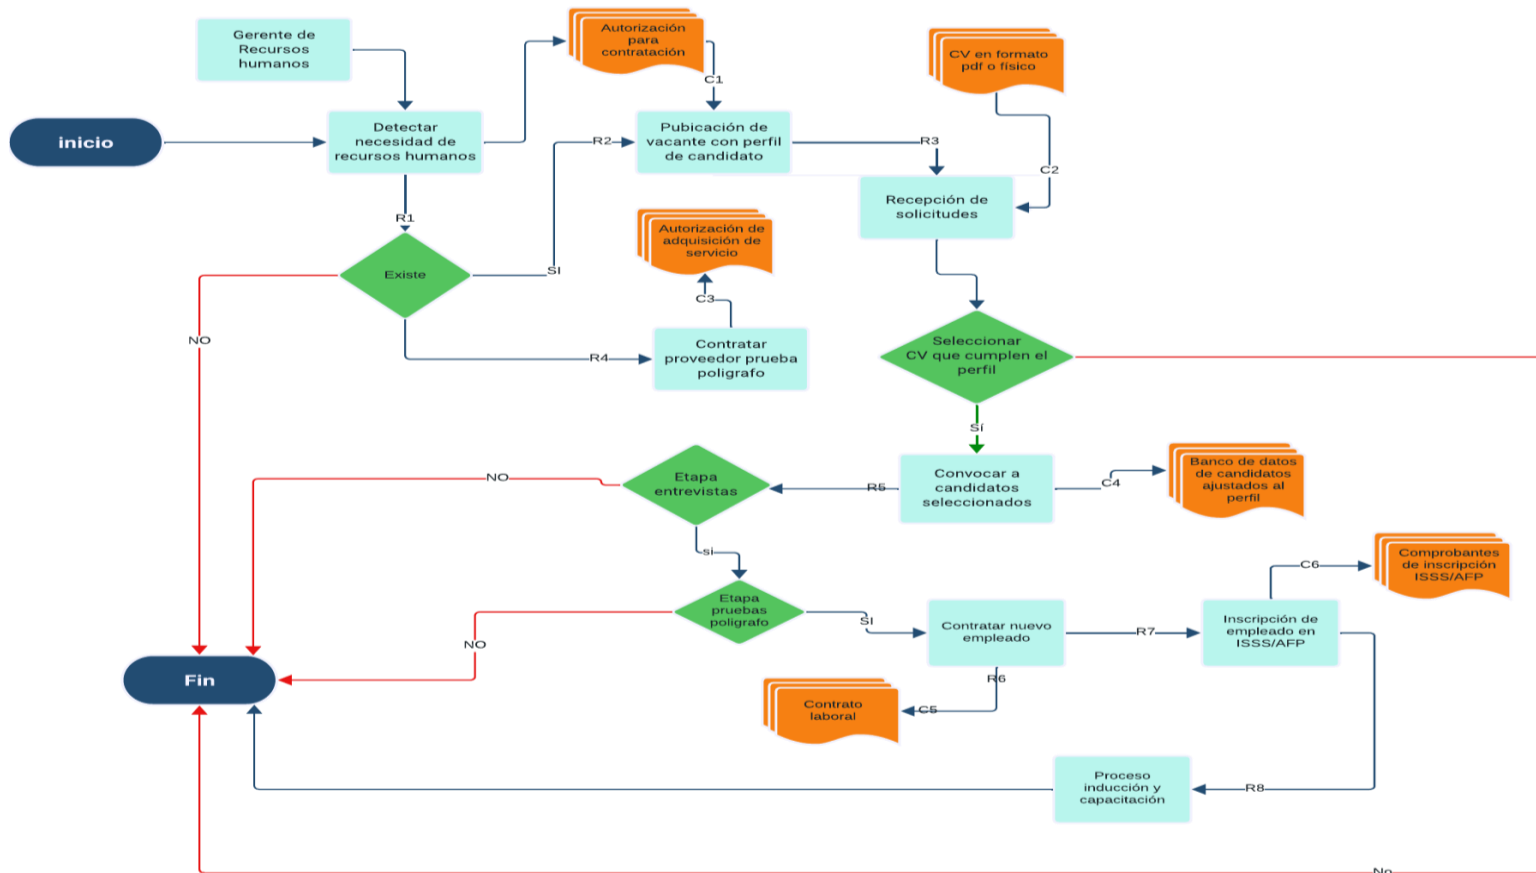 Gerente de
Recursos
humanos
Autorización
para
contratación
CV en formato
pdf o físico
C1
inicio
Detectar
necesidad de
recursos humanos
Pubicación de
vacante con perfil
de candidato
R2
R3
C2
Recepción de
solicitudes
R1
Autorización de
adquisición de
servicio
Existe
SI
C3
NO
Contratar
proveedor prueba
poligrafo
R4
Seleccionar
CV que cumplen el
perfil
Sí
Etapa
entrevistas
NO
R5
Convocar a
candidatos
seleccionados
C4
Banco de datos
de candidatos
ajustados al
perfil
si
Comprobantes
de inscripción
ISSS/AFP
C6
Etapa
pruebas
poligrafo
SI
NO
Contratar nuevo
empleado
R7
Inscripción de
empleado en
ISSS/AFP
Fin
R6
Contrato
laboral
C5
Proceso
inducción y
capacitación
R8
No